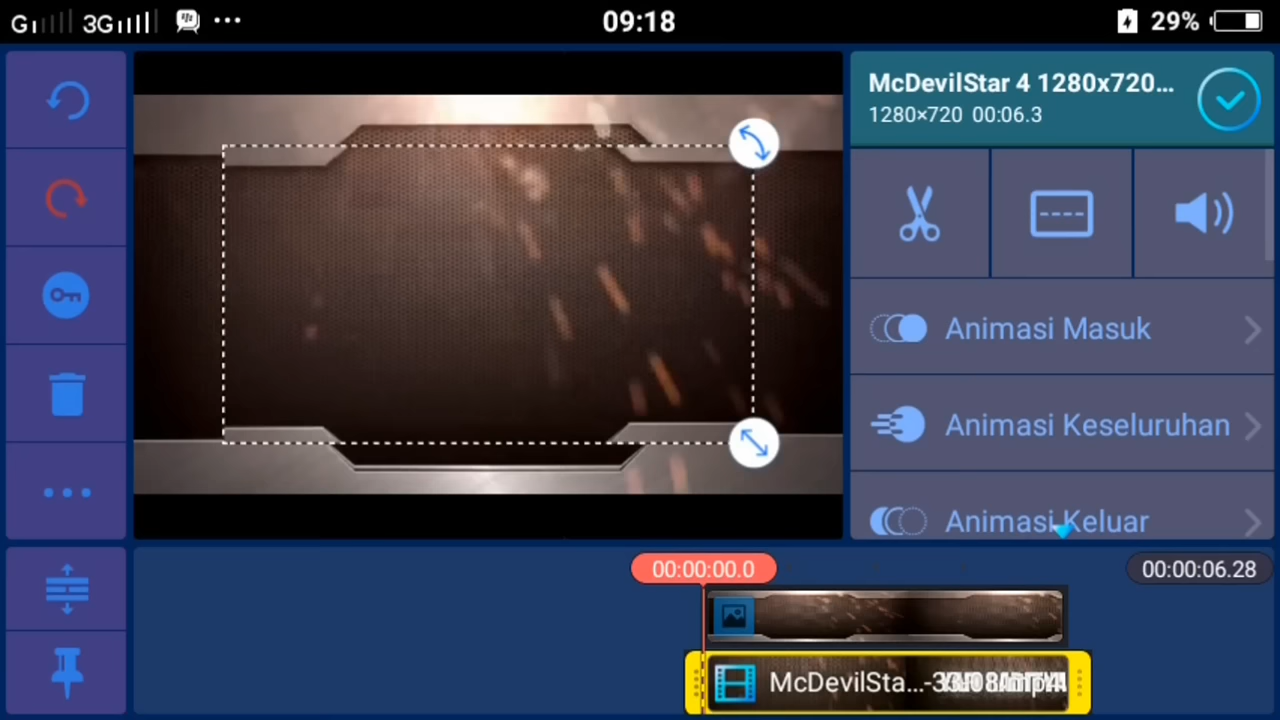 G 3G 09:18 29%
McDevilStar 4 1280x720...
1280×720 00:06.3
Animasi Masuk
Animasi Keseluruhan
Animasi Keluar
00:00:00.0
00:00:06.28
McDevilSta...